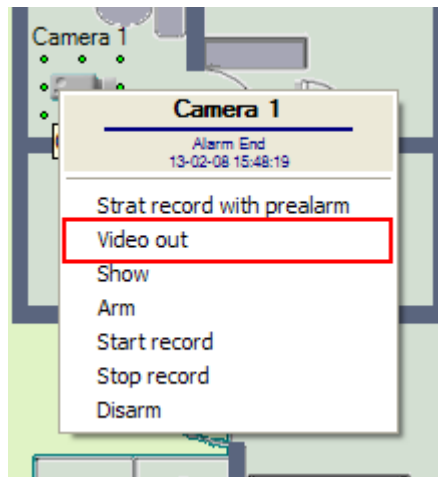 Camera 1
Camera 1
Alarm End
13-02-08 15:48:19
Strat record with prealarm
Video out
Show
Arm
Start record
Stop record
Disarm